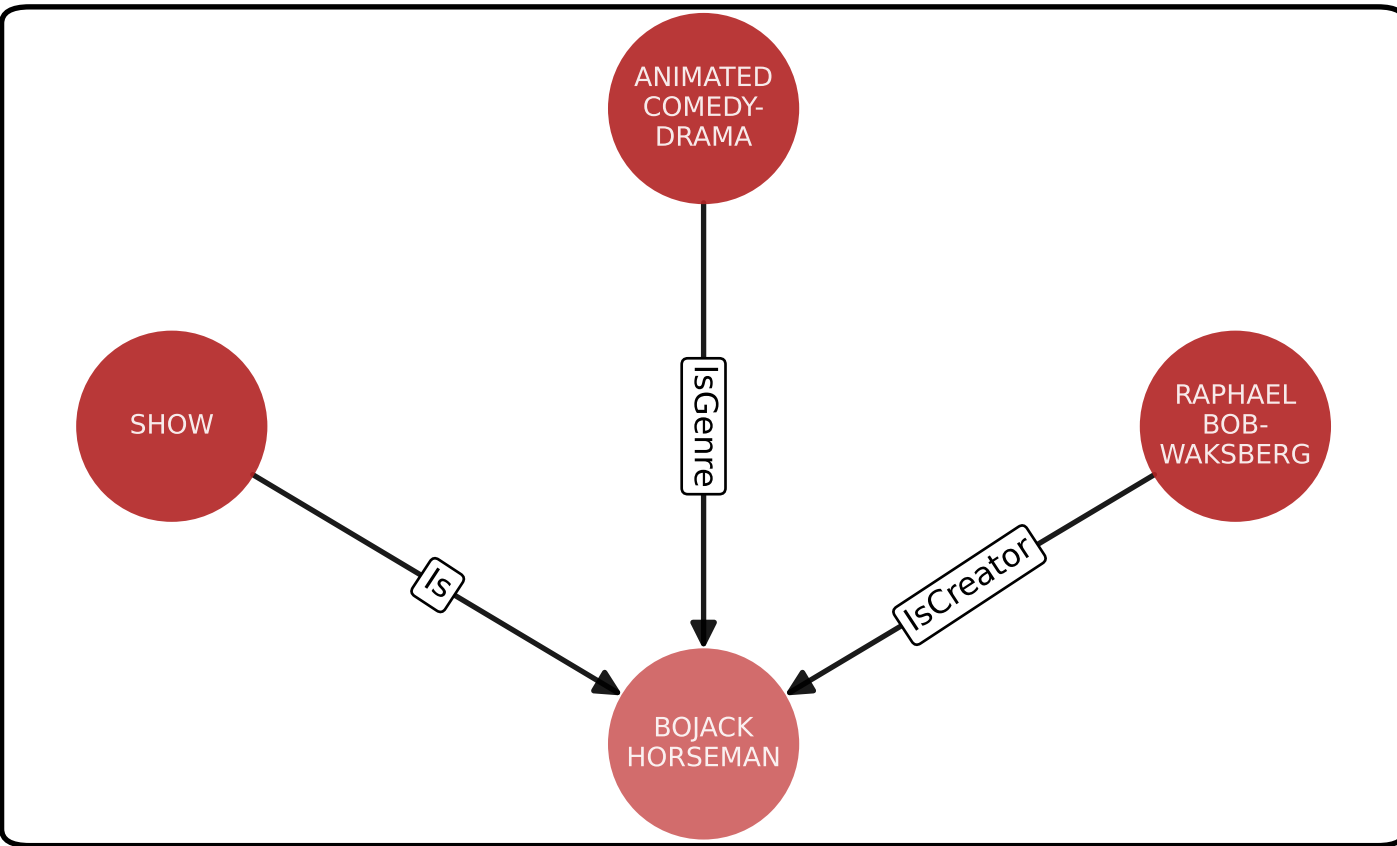 ANIMATED
COMEDY-
DRAMA
IsGenre
SHOW
RAPHAEL
BOB-
WAKSBERG
Is
IsCreator
BOJACK
HORSEMAN